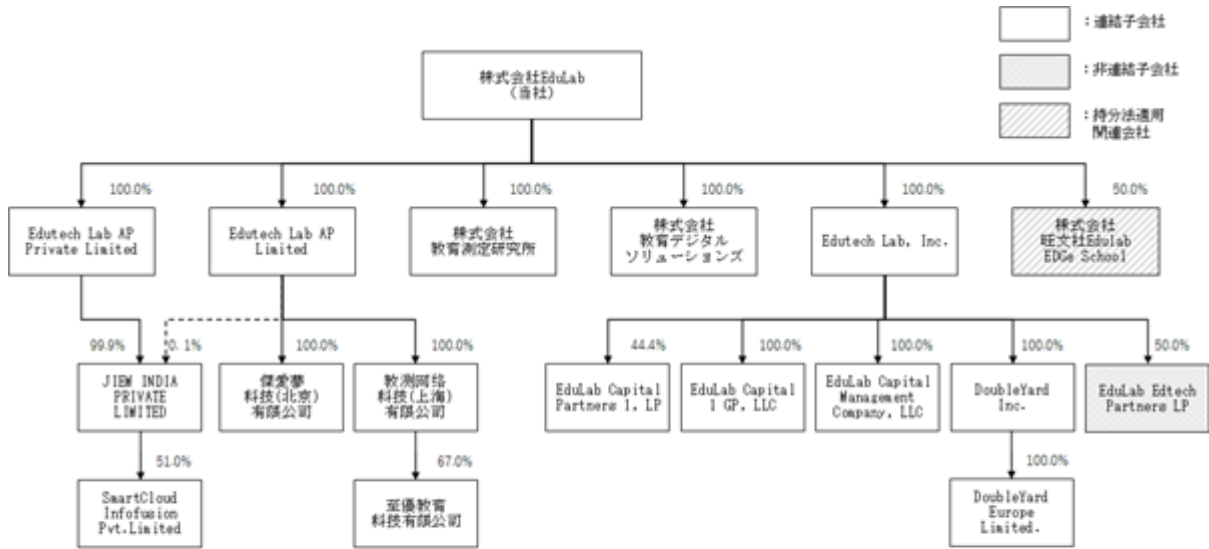 ：連結子会社
：非連結子会社
：持分法適用
関連会社
株式会社EduLab
（当社）
100.0%
100.0%
100.0%
100.0%
100.0%
50.0%
Edutech Lab AP
Private Limited
Edutech Lab AP
Limited
株式会社
教育測定研究所
株式会社
教育デジタル
ソリューションズ
Edutech Lab, Inc.
株式会社
旺文社Edulab
EDGe School
99.9%
0.1%
100.0%
100.0%
44.4%
100.0%
100.0%
100.0%
50.0%
JIEM INDIA
PRIVATE
LIMITED
傑愛夢
科技(北京)
有限公司
敦測网络
科技(上海)
有限公司
EduLab Capital
Partners I, LP
EduLab Capital
I GP, LLC
EduLab Capital
Management
Company, LLC
DoubleYard
Inc.
EduLab Edtech
Partners LP
51.0%
67.0%
100.0%
SmartCloud
Infofusion
Pvt.Limited
至優教育
科技有限公司
DoubleYard
Europe
Limited.